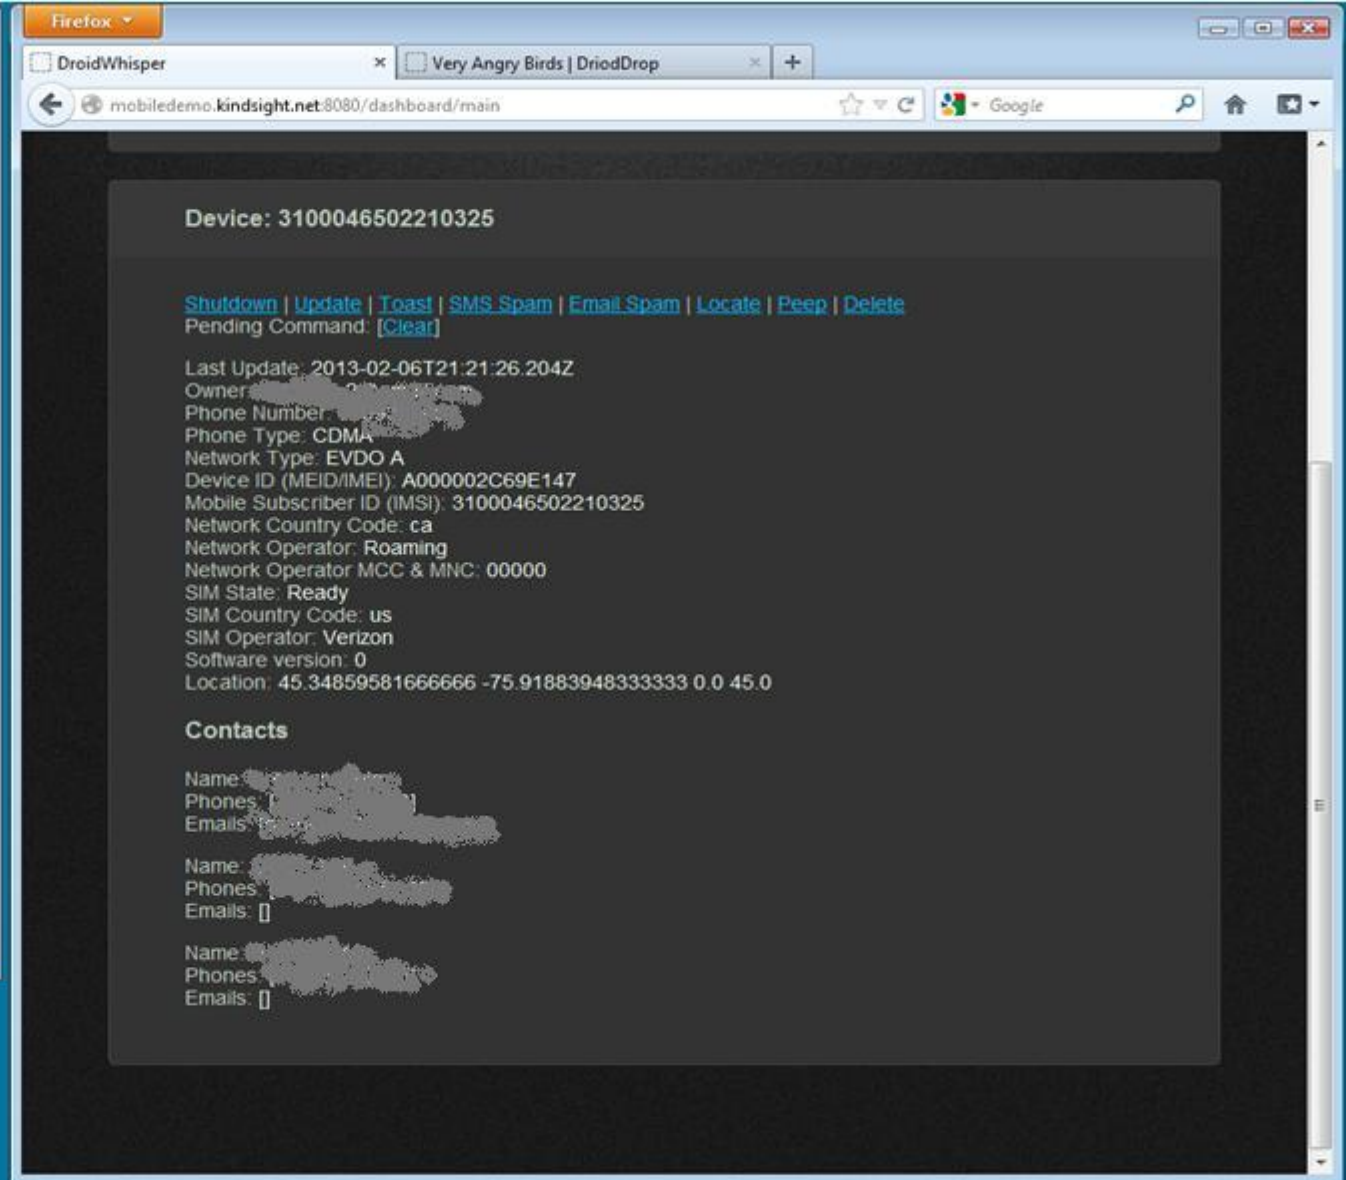 Firefox
DroidWhisper
Very Angry Birds | DriodDrop
mobiledemo.kindsight.net:8080/dashboard/main
Google
Device: 3100046502210325
Shutdown | Update | Toast | SMS Spam | Email Spam | Locate | Peep | Delete
Pending Command: [Clear]
Last Update: 2013-02-06T21:21:26.204Z
Owner:
Phone Number:
Phone Type: CDMA
Network Type: EVDO A
Device ID (MEID/IMEI): A000002C69E147
Mobile Subscriber ID (IMSI): 3100046502210325
Network Country Code: ca
Network Operator: Roaming
Network Operator MCC & MNC: 00000
SIM State: Ready
SIM Country Code: us
SIM Operator: Verizon
Software version: 0
Location: 45.34859581666666 -75.91883948333333 0.0 45.0
Contacts
Name:
Phones: [ ]
Emails:
Name:
Phones: [
Emails: []
Name:
Phones:
Emails: []